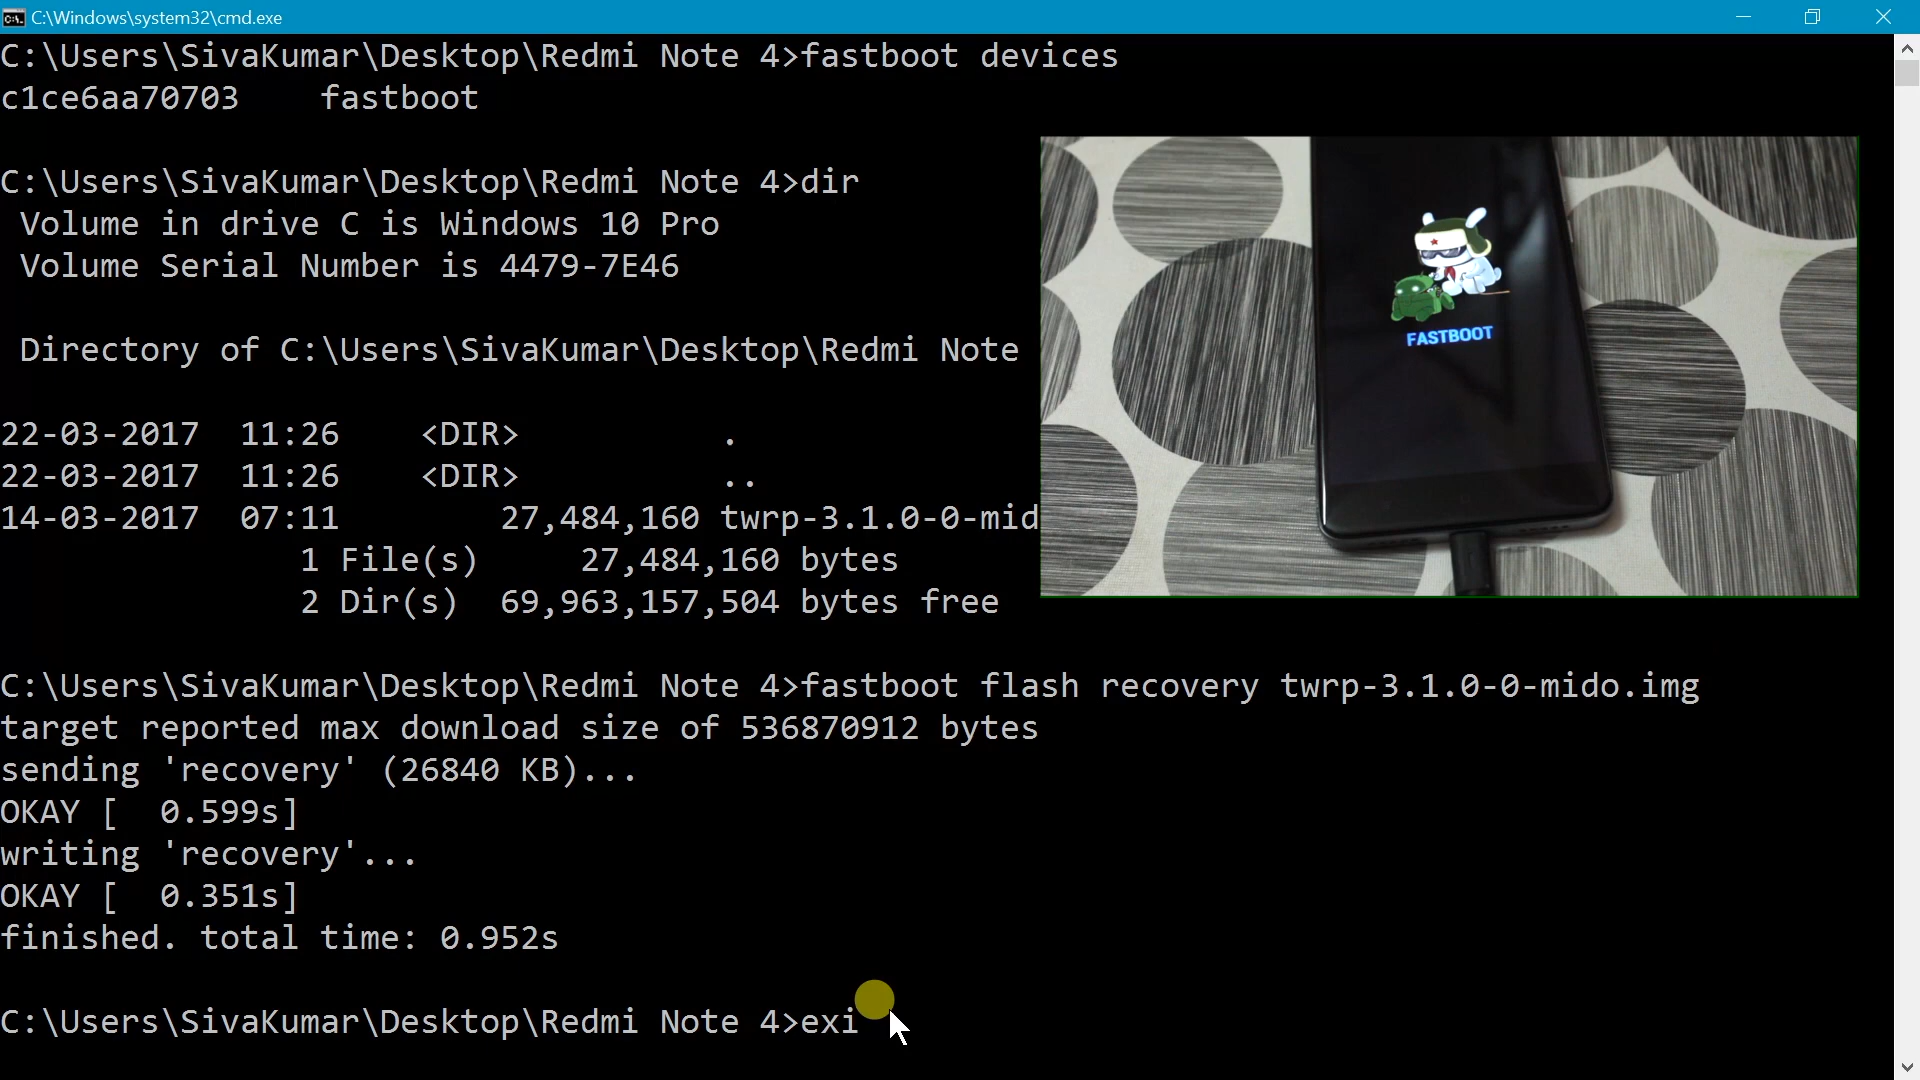 C:\Windows\system32\cmd.exe
C:\Users\SivaKumar\Desktop\Redmi Note 4>fastboot devices
c1ce6aa70703    fastboot
C:\Users\SivaKumar\Desktop\Redmi Note 4>dir
Volume in drive C is Windows 10 Pro
Volume Serial Number is 4479-7E46
Directory of C:\Users\SivaKumar\Desktop\Redmi Note
22-03-2017  11:26    <DIR>          .
22-03-2017  11:26    <DIR>          ..
14-03-2017  07:11        27,484,160 twrp-3.1.0-0-mid
1 File(s)     27,484,160 bytes
2 Dir(s)  69,963,157,504 bytes free
FASTBOOT
C:\Users\SivaKumar\Desktop\Redmi Note 4>fastboot flash recovery twrp-3.1.0-0-mido.img
target reported max download size of 536870912 bytes
sending 'recovery' (26840 KB)...
OKAY [  0.599s]
writing 'recovery'...
OKAY [  0.351s]
finished. total time: 0.952s
C:\Users\SivaKumar\Desktop\Redmi Note 4>exi